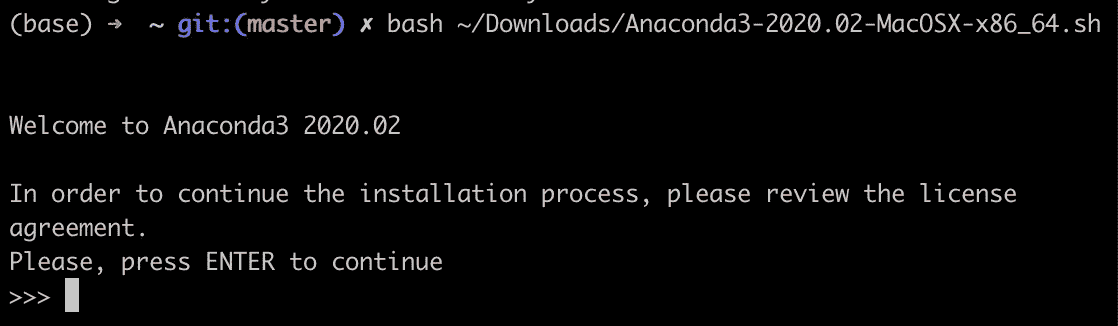 (base) ➜  ~ git:(master) ✗ bash ~/Downloads/Anaconda3-2020.02-MacOSX-x86_64.sh
Welcome to Anaconda3 2020.02
In order to continue the installation process, please review the license
agreement.
Please, press ENTER to continue
>>>